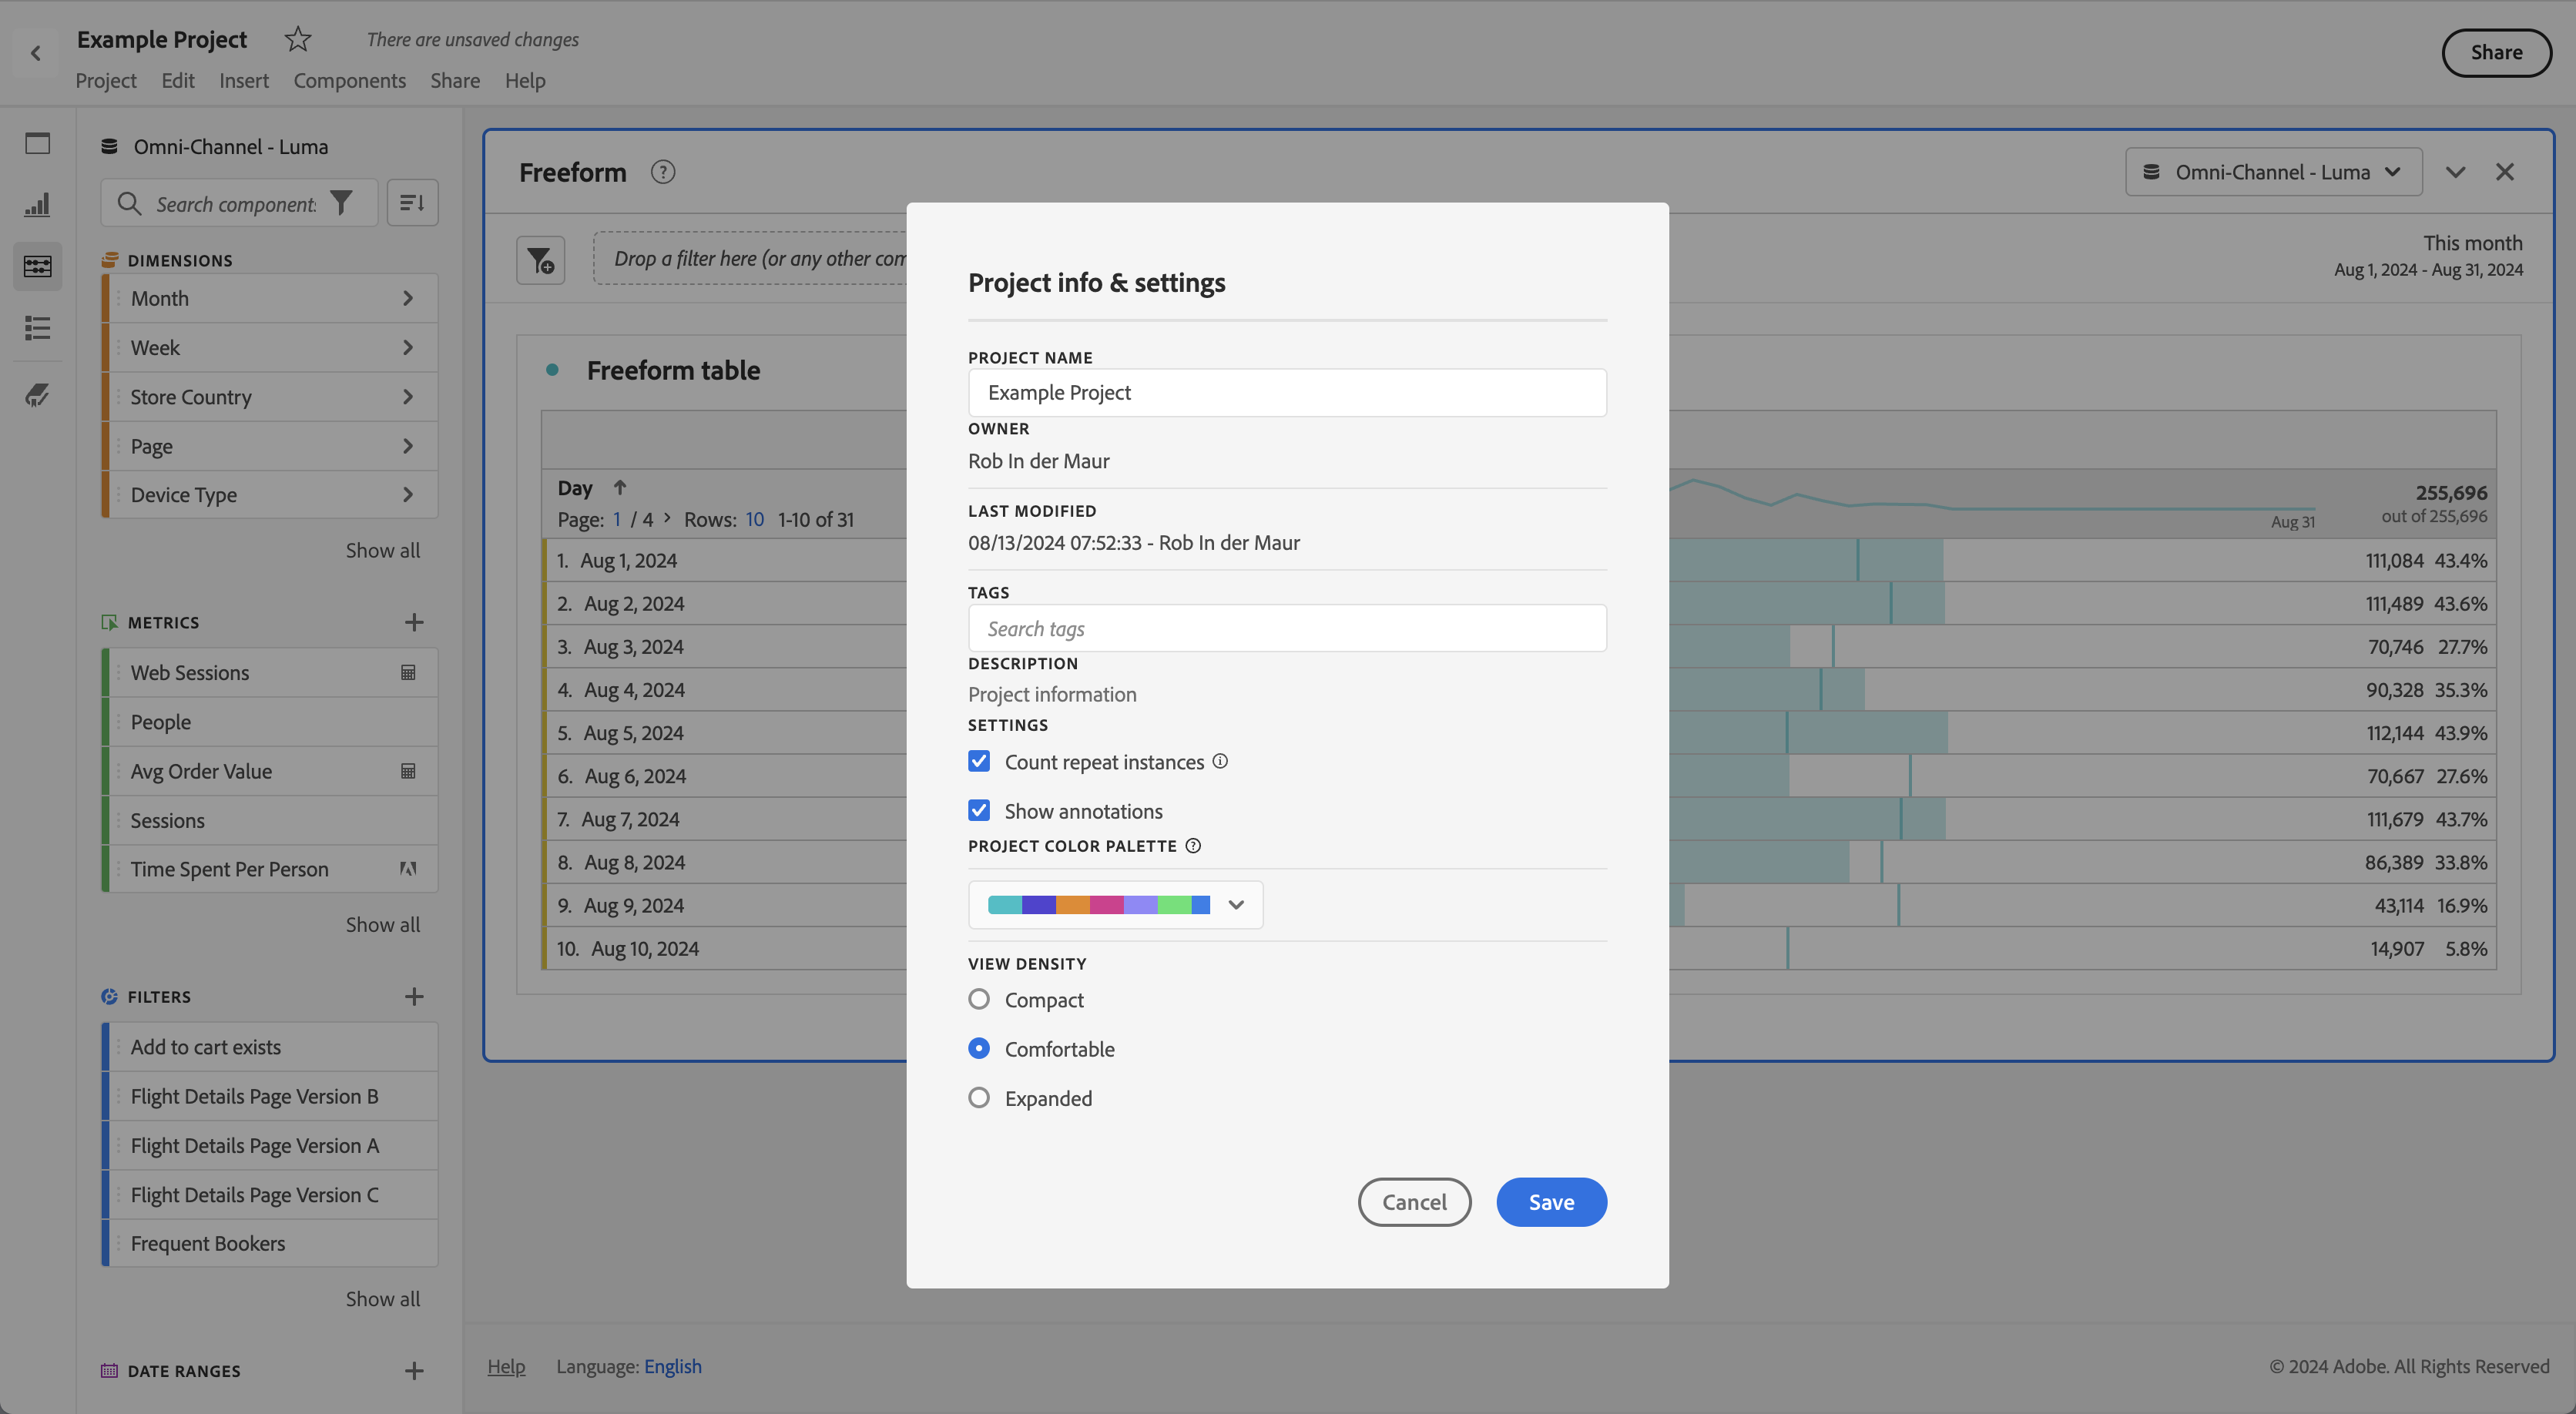 Example Project
There are unsaved changes
Share
Project Edit Insert Components Share Help
Omni-Channel - Luma
Search component
DIMENSIONS
Month
Week
Store Country
Page
Device Type
Show all
METRICS
Web Sessions
People
Avg Order Value
Sessions
Time Spent Per Person
Show all
FILTERS
Add to cart exists
Flight Details Page Version B
Flight Details Page Version A
Flight Details Page Version C
Frequent Bookers
Show all
DATE RANGES
Freeform
Omni-Channel - Luma
Drop a filter here (or any other com
This month
Aug 1, 2024 - Aug 31, 2024
Freeform table
Day
Page: 1 / 4 > Rows: 10 1-10 of 31
Aug 31
255,696
out of 255,696
1. Aug 1, 2024 111,084 43.4%
2. Aug 2, 2024 111,489 43.6%
3. Aug 3, 2024 70,746 27.7%
4. Aug 4, 2024 90,328 35.3%
5. Aug 5, 2024 112,144 43.9%
6. Aug 6, 2024 70,667 27.6%
7. Aug 7, 2024 111,679 43.7%
8. Aug 8, 2024 86,389 33.8%
9. Aug 9, 2024 43,114 16.9%
10. Aug 10, 2024 14,907 5.8%
Project info & settings
PROJECT NAME
Example Project
OWNER
Rob In der Maur
LAST MODIFIED
08/13/2024 07:52:33 - Rob In der Maur
TAGS
Search tags
DESCRIPTION
Project information
SETTINGS
Count repeat instances
Show annotations
PROJECT COLOR PALETTE
VIEW DENSITY
Compact
Comfortable
Expanded
Cancel
Save
Help
Language: English
© 2024 Adobe. All Rights Reserved